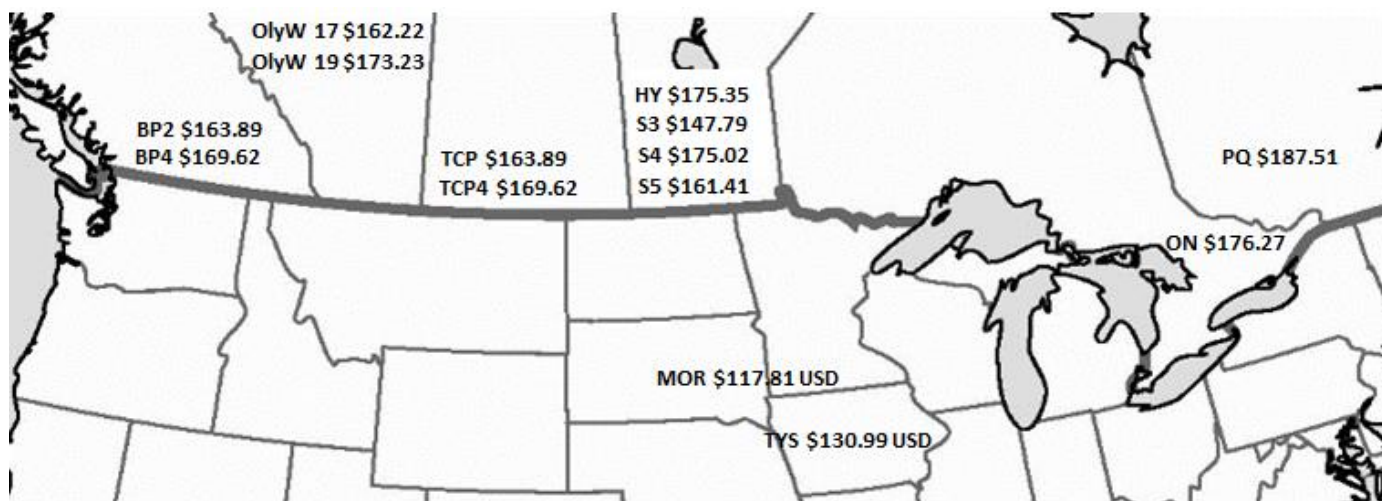 OlyW 17 $162.22
OlyW 19 $173.23
BP2 $163.89
BP4 $169.62
TCP $163.89
TCP4 $169.62
HY $175.35
S3 $147.79
S4 $175.02
S5 $161.41
PQ $187.51
ON $176.27
MOR $117.81 USD
TYS $130.99 USD